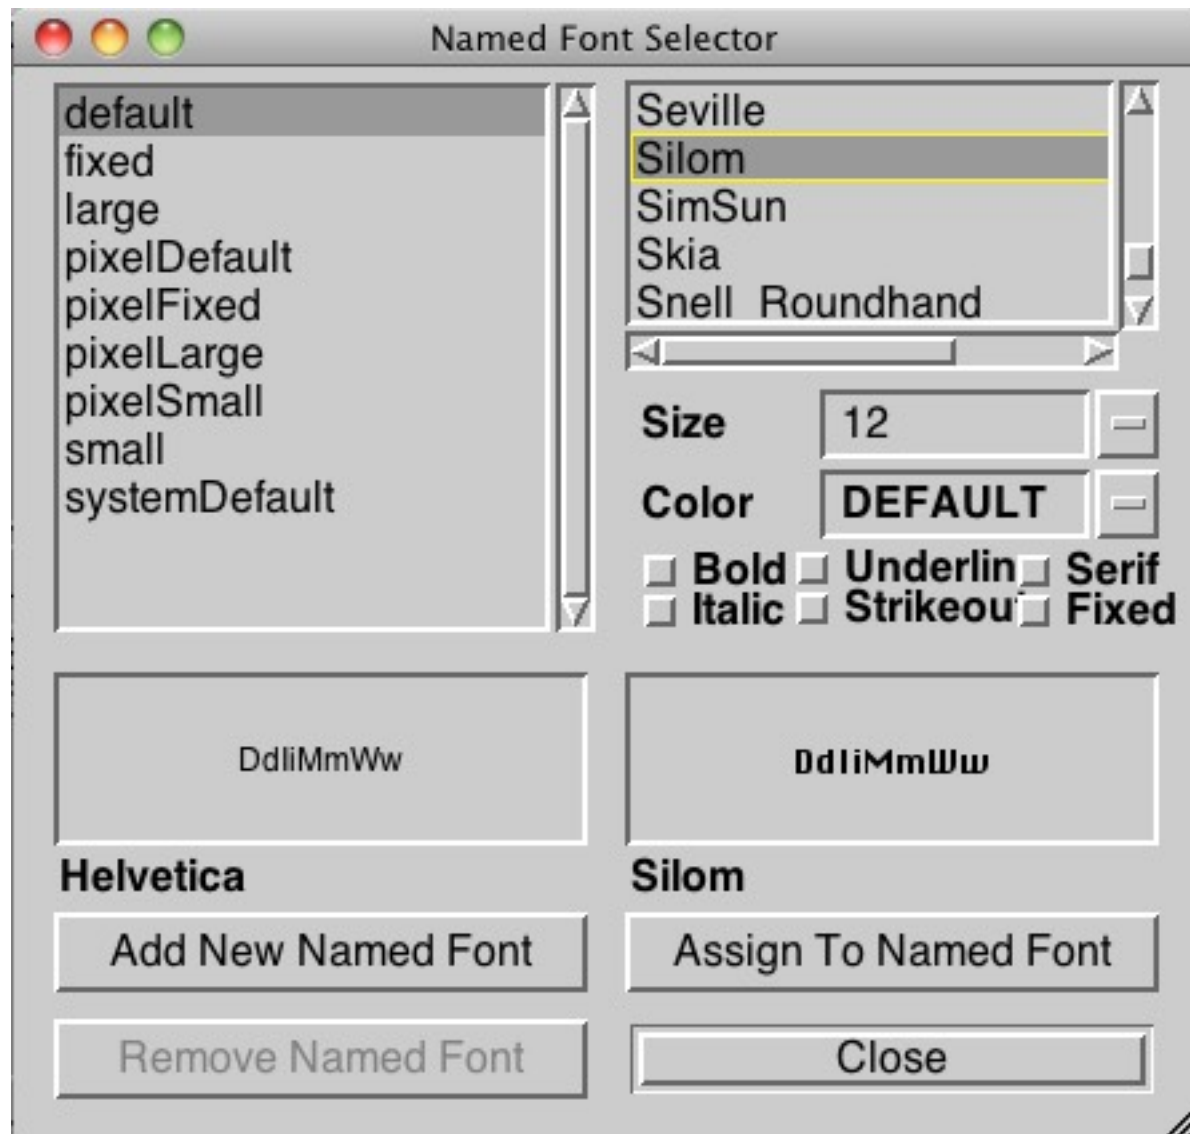 Named Font Selector
default
fixed
large
pixelDefault
pixelFixed
pixelLarge
pixelSmall
small
systemDefault
Seville
Silom
SimSun
Skia
Snell Roundhand
Size 12
Color DEFAULT
Bold Underlin Serif
Italic Strikeou Fixed
DdIiMmWw
Helvetica
Add New Named Font
Remove Named Font
DdIiMmWw
Silom
Assign To Named Font
Close